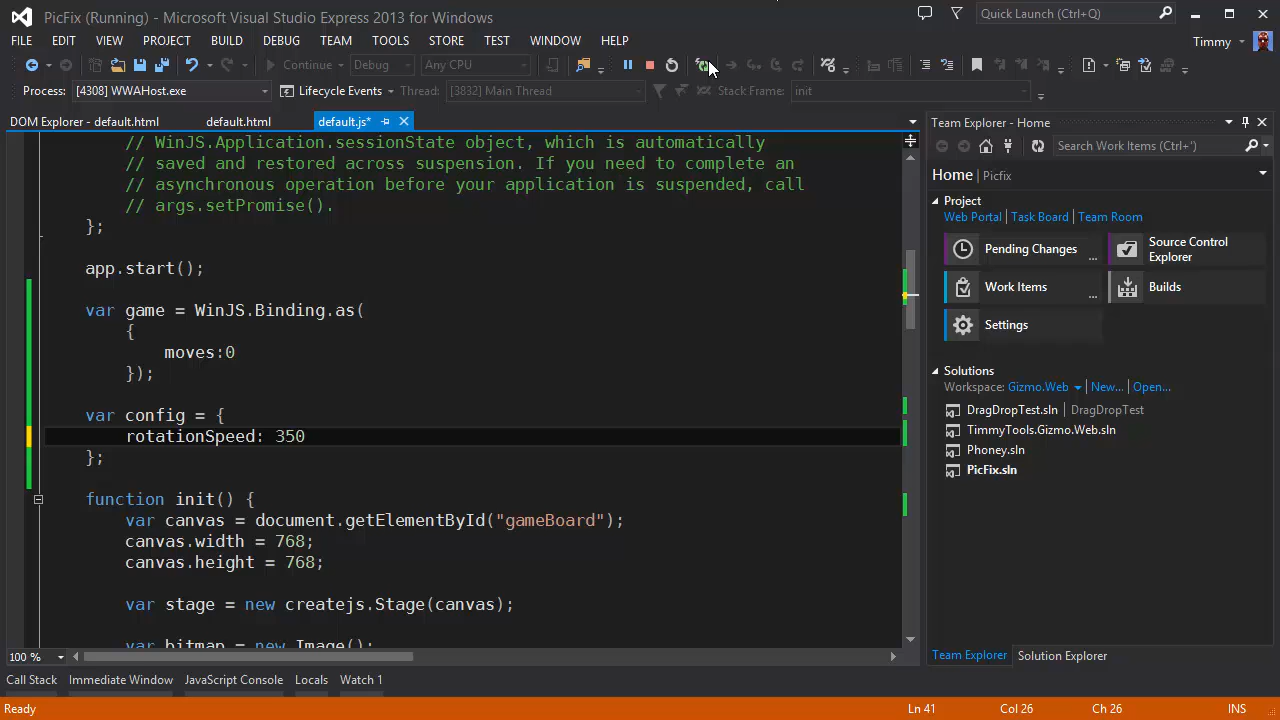 PicFix (Running) - Microsoft Visual Studio Express 2013 for Windows
Quick Launch (Ctrl+Q)
FILE EDIT VIEW PROJECT BUILD DEBUG TEAM TOOLS STORE TEST WINDOW HELP
Timmy
Continue Debug Any CPU
Process: [4308] WWAHost.exe Lifecycle Events Thread: [3832] Main Thread Stack Frame: init
DOM Explorer - default.html default.html default.js*
// WinJS.Application.sessionState object, which is automatically
// saved and restored across suspension. If you need to complete an
// asynchronous operation before your application is suspended, call
// args.setPromise().
};
app.start();
var game = WinJS.Binding.as(
{
moves:0
});
var config = {
rotationSpeed: 350
};
function init() {
var canvas = document.getElementById("gameBoard");
canvas.width = 768;
canvas.height = 768;
var stage = new createjs.Stage(canvas);
var bitmap = new Image();
100 %
Team Explorer - Home
Search Work Items (Ctrl+')
Home | Picfix
Project
Web Portal | Task Board | Team Room
Pending Changes ...
Source Control
Explorer
Work Items ...
Builds
Settings
Solutions
Workspace: Gizmo.Web New... Open...
DragDropTest.sln | DragDropTest
TimmyTools.Gizmo.Web.sln
Phoney.sln
PicFix.sln
Team Explorer Solution Explorer
Call Stack Immediate Window JavaScript Console Locals Watch 1
Ready Ln 41 Col 26 Ch 26 INS